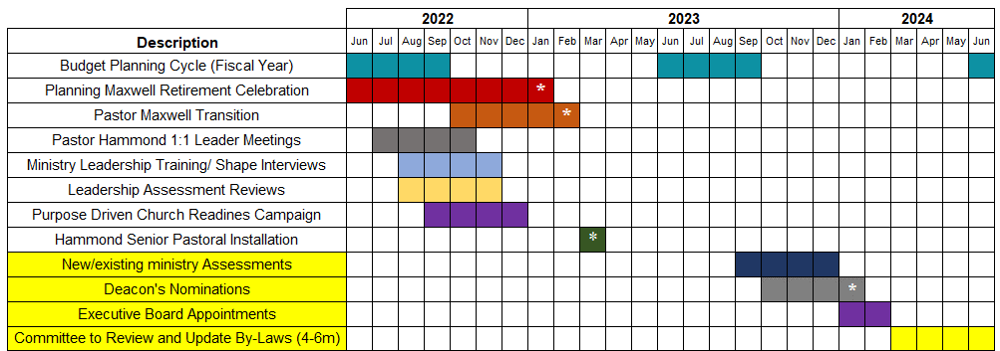 2022 2023 2024
Description Jun Jul Aug Sep Oct Nov Dec Jan Feb Mar Apr May Jun Jul Aug Sep Oct Nov Dec Jan Feb Mar Apr May Jun
Budget Planning Cycle (Fiscal Year)
Planning Maxwell Retirement Celebration *
Pastor Maxwell Transition *
Pastor Hammond 1:1 Leader Meetings
Ministry Leadership Training/ Shape Interviews
Leadership Assessment Reviews
Purpose Driven Church Readines Campaign
Hammond Senior Pastoral Installation *
New/existing ministry Assessments
Deacon's Nominations *
Executive Board Appointments
Committee to Review and Update By-Laws (4-6m)